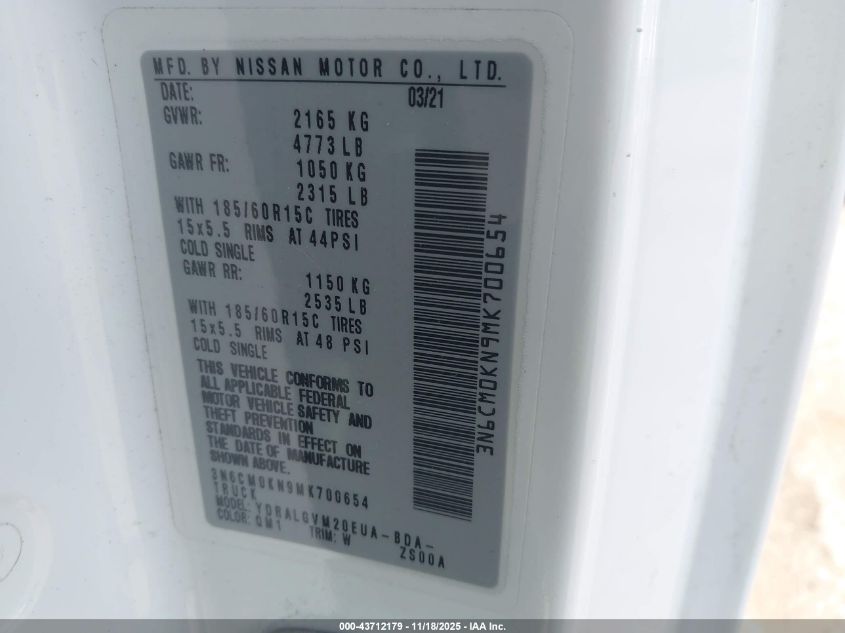 MFD. BY NISSAN MOTOR CO., LTD.
DATE: 03/21
GVWR: 2165 KG
4773 LB
GAWR FR: 1050 KG
2315 LB
WITH 185/60R15C TIRES
15x5.5 RIMS AT 44PSI
COLD SINGLE
GAWR RR: 1150 KG
2535 LB
WITH 185/60R15C TIRES
15x5.5 RIMS AT 48 PSI
COLD SINGLE
THIS VEHICLE CONFORMS TO
ALL APPLICABLE FEDERAL
MOTOR VEHICLE SAFETY AND
THEFT PREVENTION
STANDARDS IN EFFECT ON
THE DATE OF MANUFACTURE
SHOWN ABOVE.
3N6CM0KN9MK700654
TRUCK
MODEL: YDRALGVM20EUA-BDA-
ZS00A
COLOR: QM1 TRIM: W
3N6CM0KN9MK700654
000-43712179 - 11/18/2025 - IAA Inc.